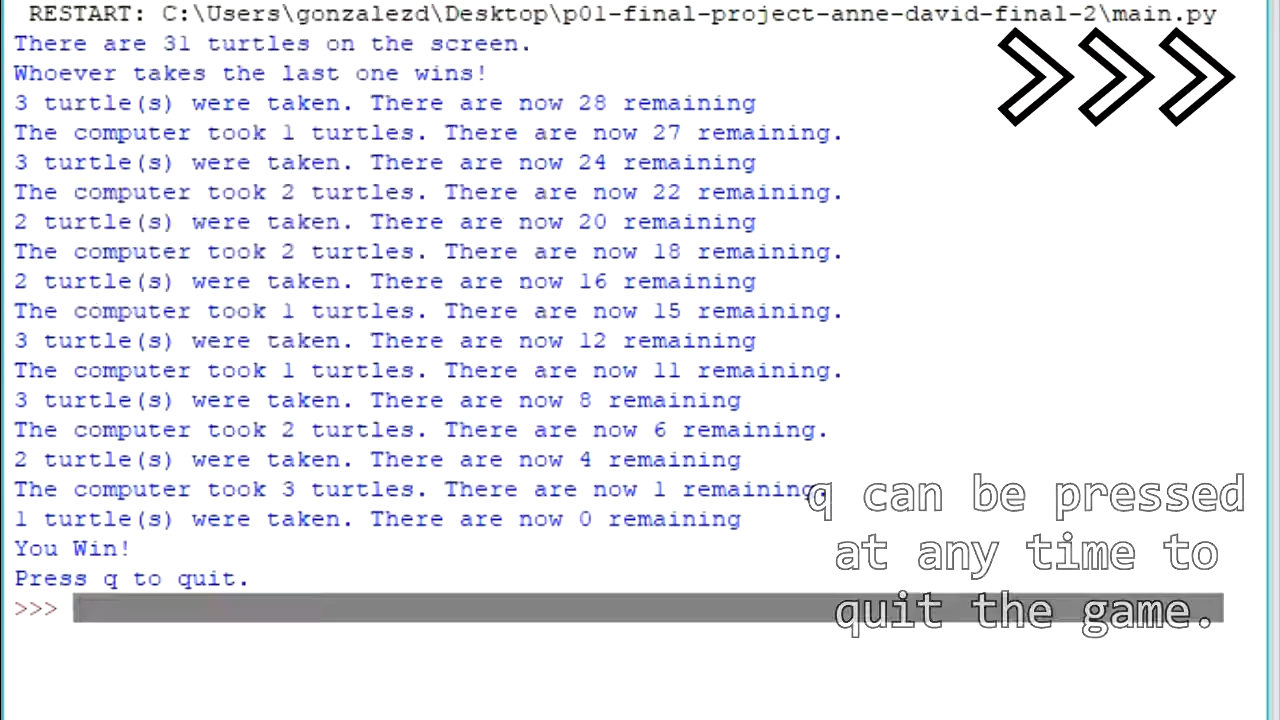 RESTART: C:\Users\gonzalezd\Desktop\p01-final-project-anne-david-final-2\main.py
There are 31 turtles on the screen.
Whoever takes the last one wins!
3 turtle(s) were taken. There are now 28 remaining
The computer took 1 turtles. There are now 27 remaining.
3 turtle(s) were taken. There are now 24 remaining
The computer took 2 turtles. There are now 22 remaining.
2 turtle(s) were taken. There are now 20 remaining
The computer took 2 turtles. There are now 18 remaining.
2 turtle(s) were taken. There are now 16 remaining
The computer took 1 turtles. There are now 15 remaining.
3 turtle(s) were taken. There are now 12 remaining
The computer took 1 turtles. There are now 11 remaining.
3 turtle(s) were taken. There are now 8 remaining
The computer took 2 turtles. There are now 6 remaining.
2 turtle(s) were taken. There are now 4 remaining
The computer took 3 turtles. There are now 1 remaining.
1 turtle(s) were taken. There are now 0 remaining
You Win!
Press q to quit.
>>>
q can be pressed
at any time to
quit the game.